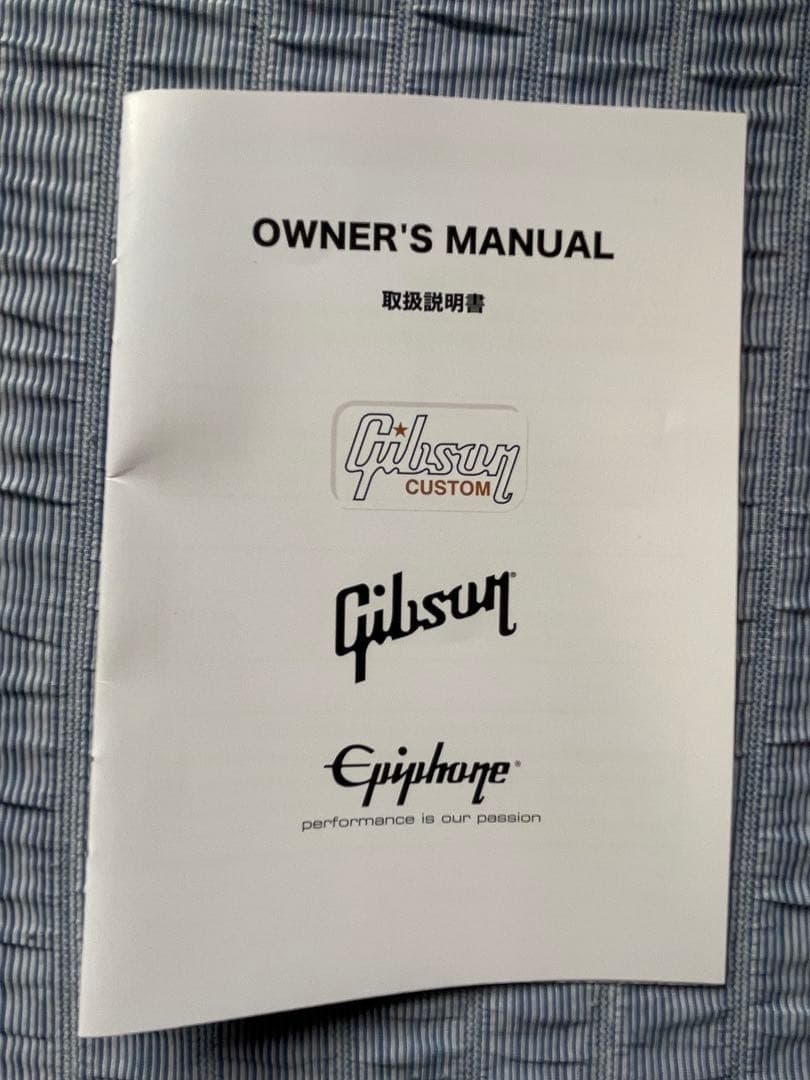 OWNER'S MANUAL
取扱説明書
Gibson
CUSTOM
Gibson®
Epiphone®
performance is our passion